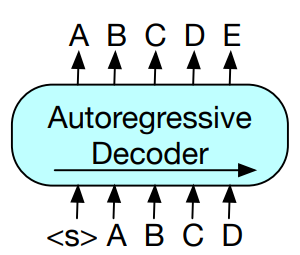 A B C D E
Autoregressive
Decoder
<s> A B C D